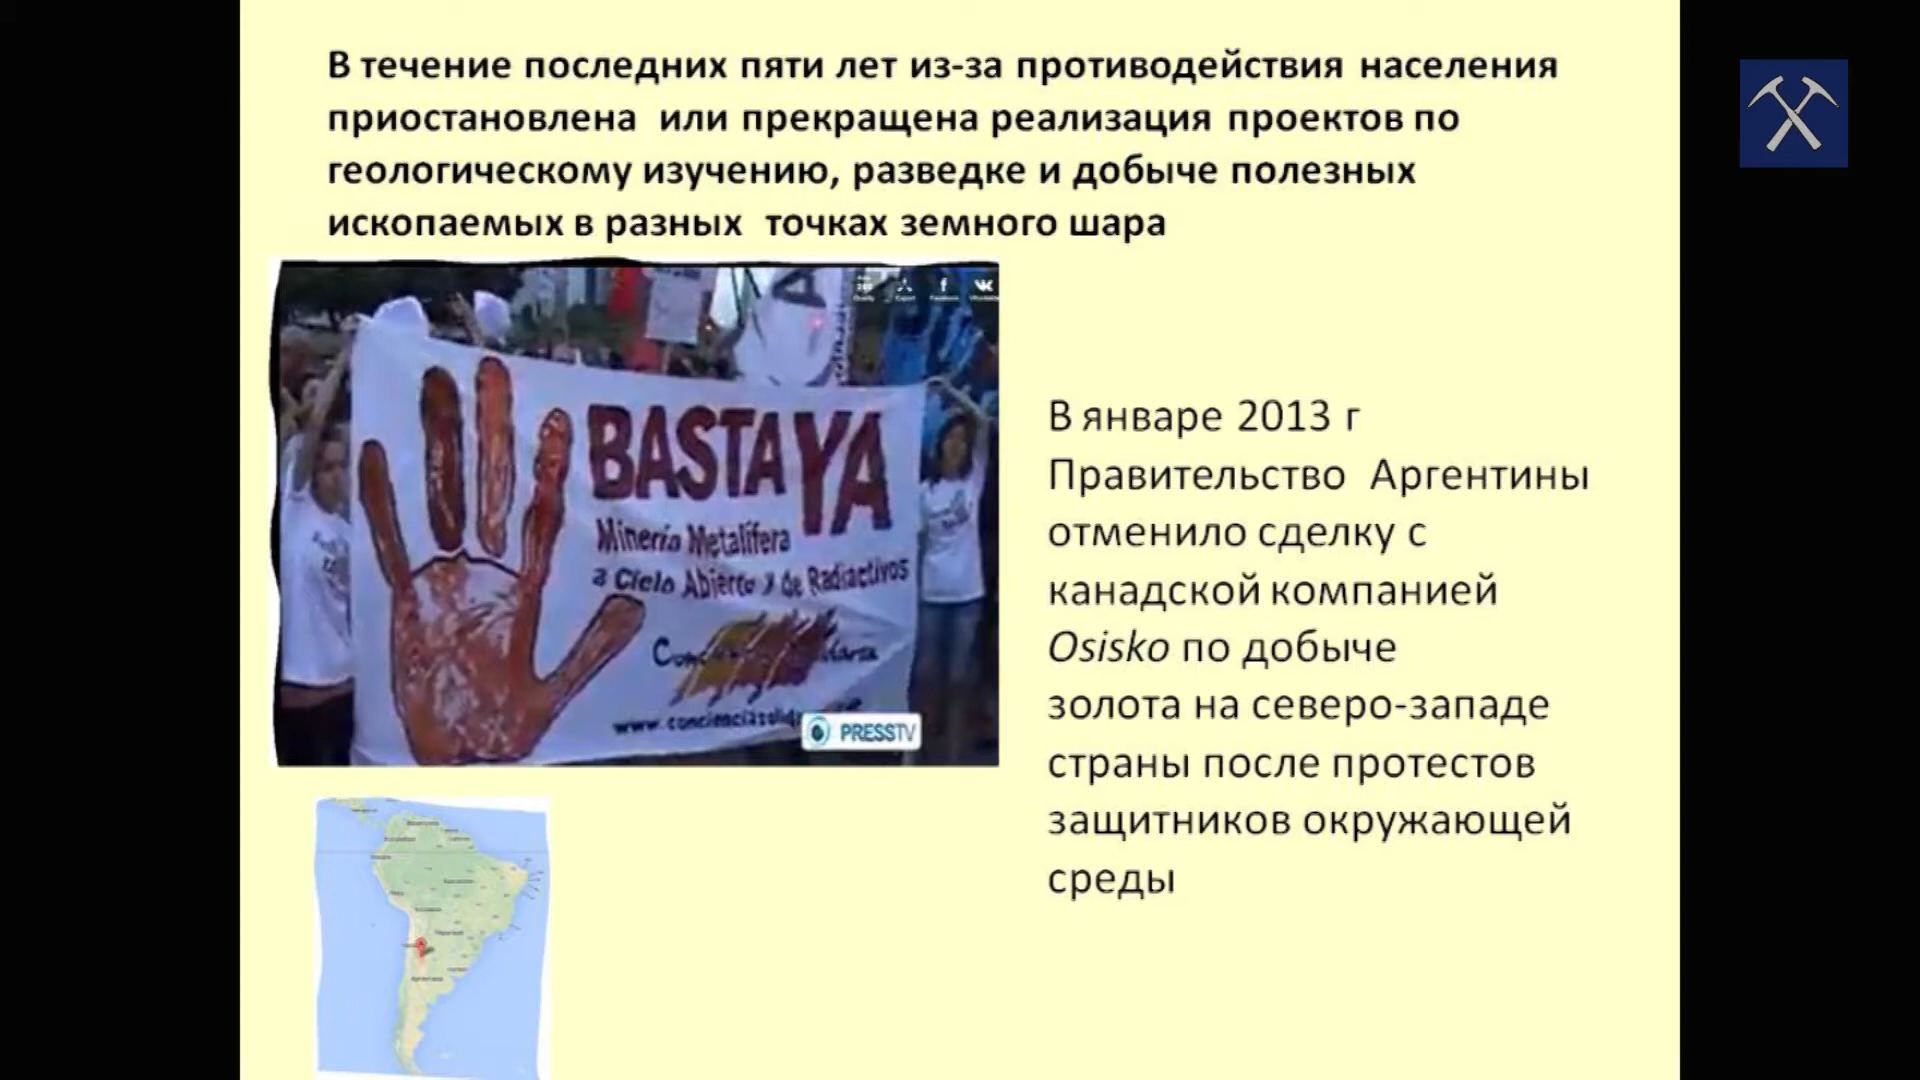 В течение последних пяти лет из-за противодействия населения
приостановлена или прекращена реализация проектов по
геологическому изучению, разведке и добыче полезных
ископаемых в разных точках земного шара
BASTA YA
Minería Metalífera
a Cielo Abierto y de Radiactivos
PRESSTV
В январе 2013 г
Правительство Аргентины
отменило сделку с
канадской компанией
Osisko по добыче
золота на северо-западе
страны после протестов
защитников окружающей
среды